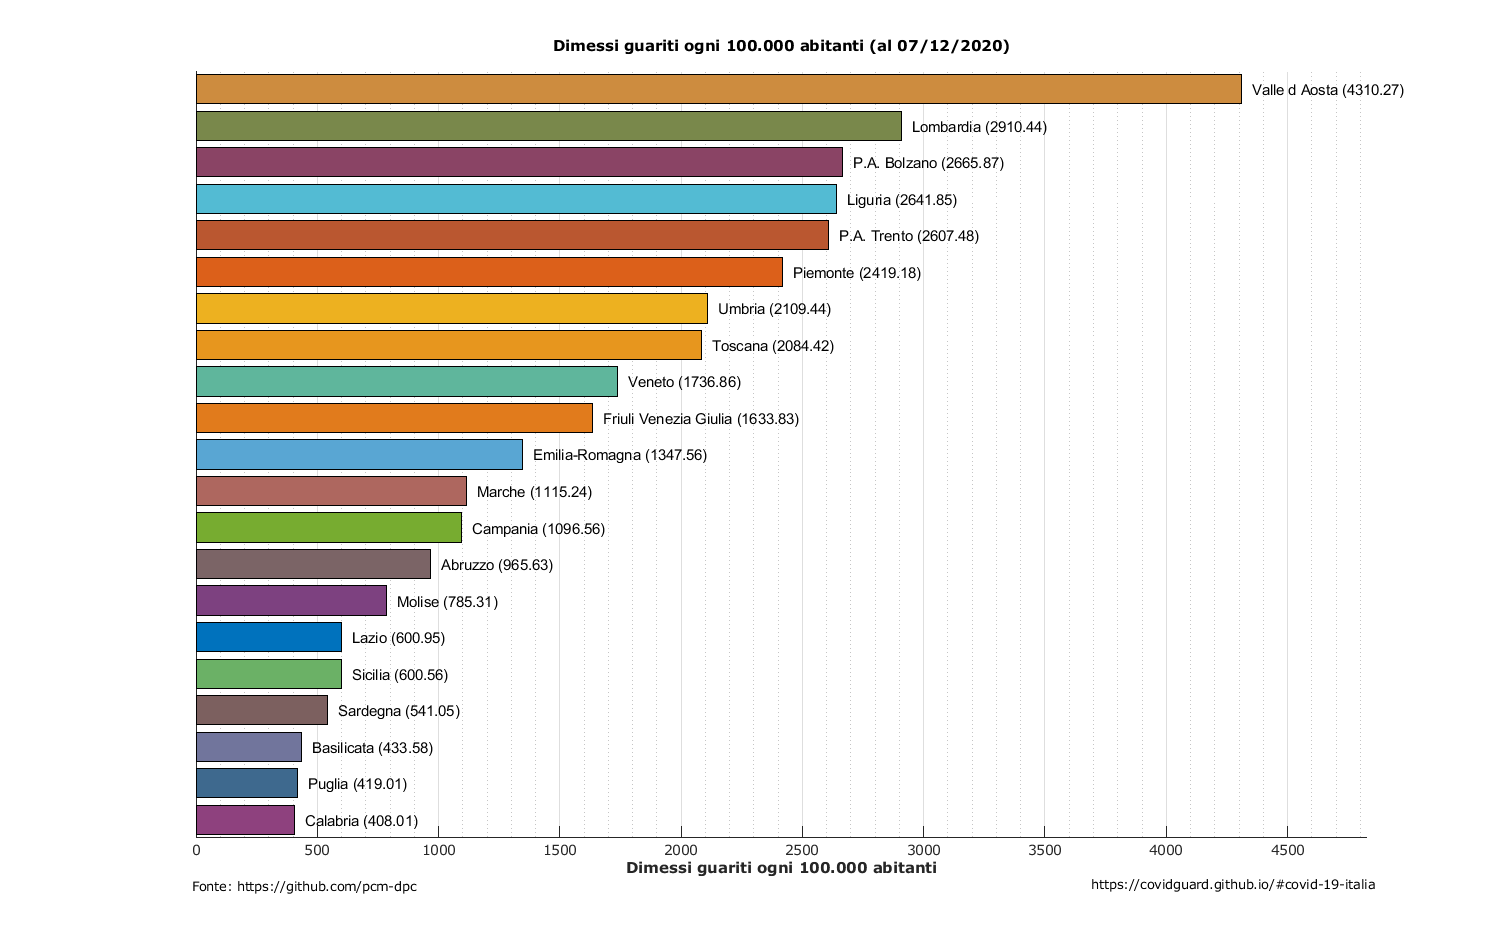 Dimessi guariti ogni 100.000 abitanti (al 07/12/2020)
Valle d Aosta (4310.27)
Lombardia (2910.44)
P.A. Bolzano (2665.87)
Liguria (2641.85)
P.A. Trento (2607.48)
Piemonte (2419.18)
Umbria (2109.44)
Toscana (2084.42)
Veneto (1736.86)
Friuli Venezia Giulia (1633.83)
Emilia-Romagna (1347.56)
Marche (1115.24)
Campania (1096.56)
Abruzzo (965.63)
Molise (785.31)
Lazio (600.95)
Sicilia (600.56)
Sardegna (541.05)
Basilicata (433.58)
Puglia (419.01)
Calabria (408.01)
0 500 1000 1500 2000 2500 3000 3500 4000 4500
Dimessi guariti ogni 100.000 abitanti
Fonte: https://github.com/pcm-dpc
https://covidguard.github.io/#covid-19-italia